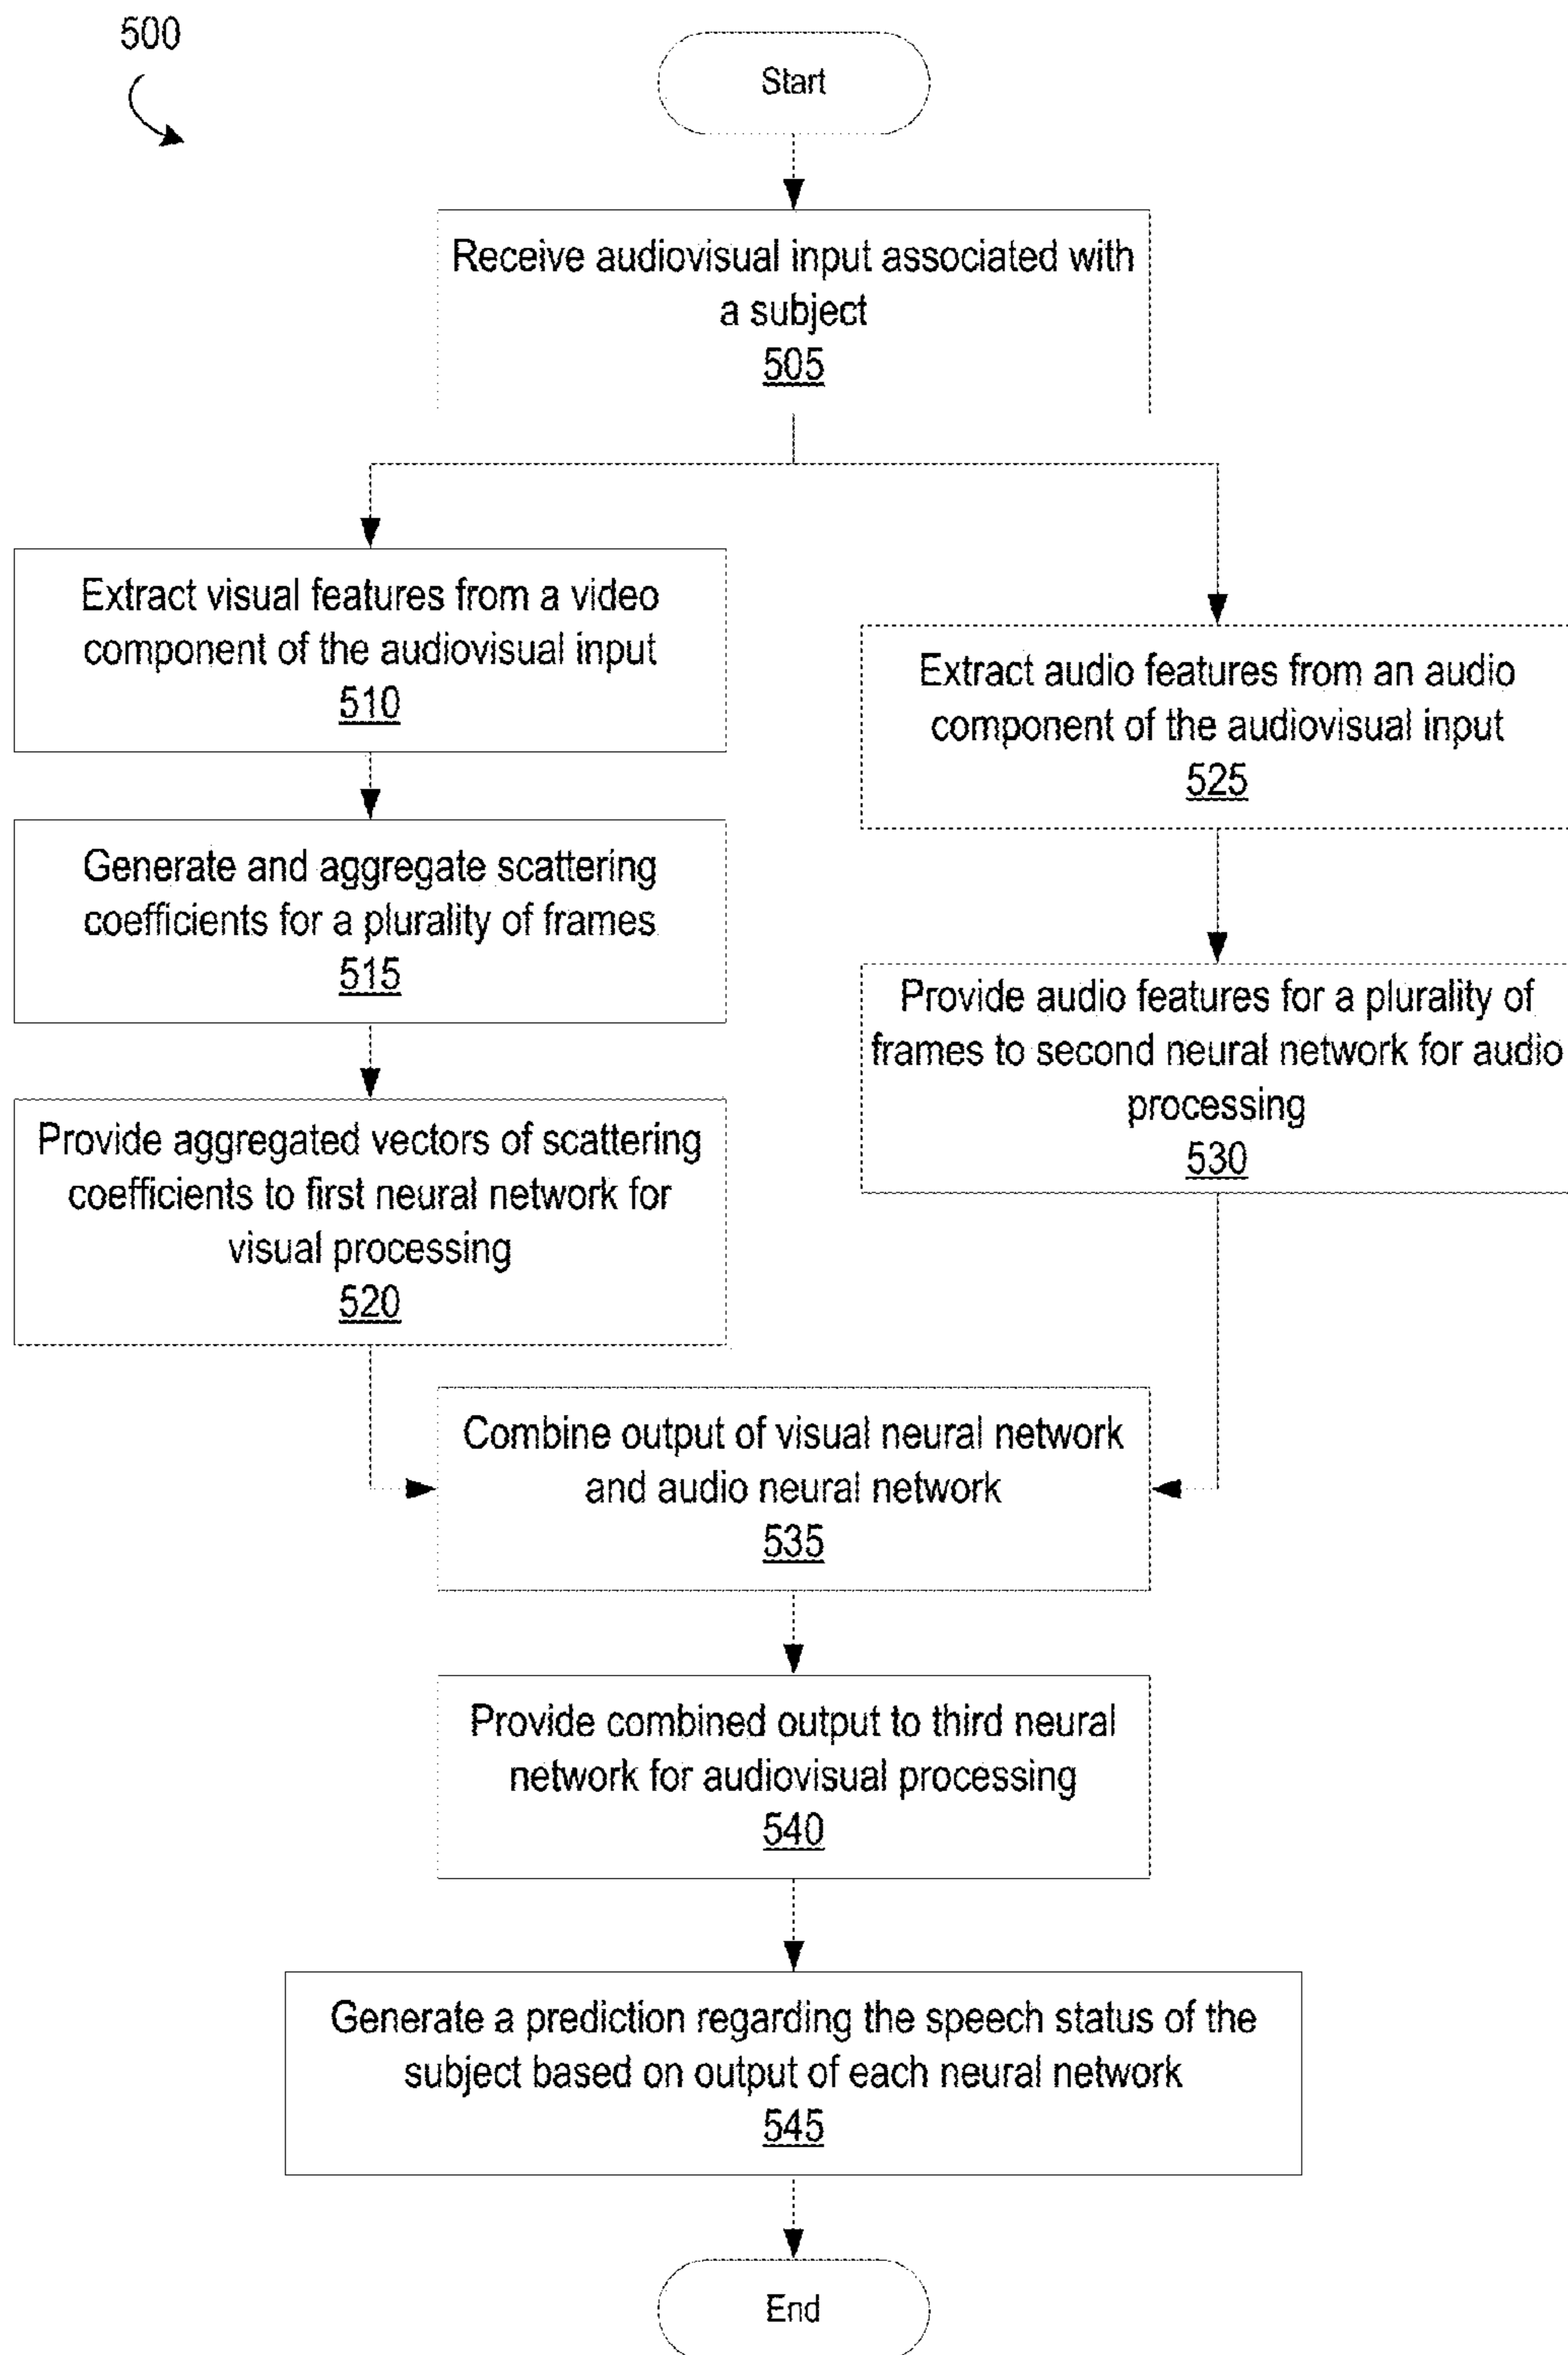 500
Start
Receive audiovisual input associated with
a subject
505
Extract visual features from a video
component of the audiovisual input
510
Generate and aggregate scattering
coefficients for a plurality of frames
515
Provide aggregated vectors of scattering
coefficients to first neural network for
visual processing
520
Extract audio features from an audio
component of the audiovisual input
525
Provide audio features for a plurality of
frames to second neural network for audio
processing
530
Combine output of visual neural network
and audio neural network
535
Provide combined output to third neural
network for audiovisual processing
540
Generate a prediction regarding the speech status of the
subject based on output of each neural network
545
End